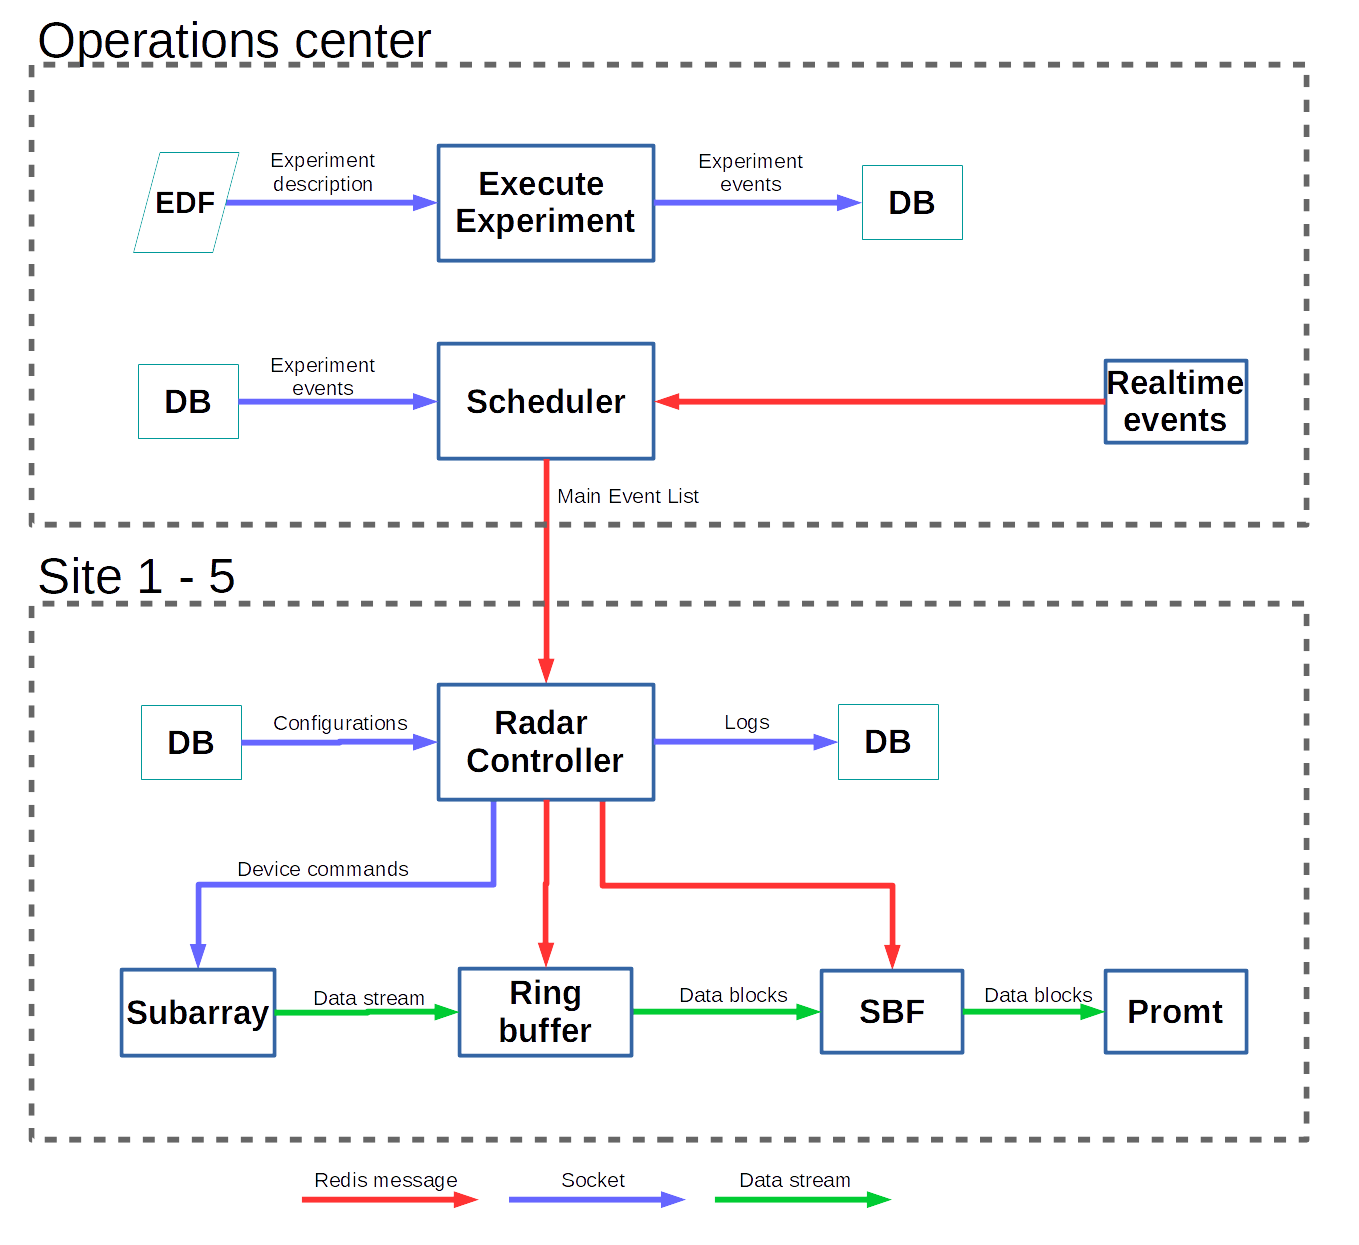 Operations center
EDF
Experiment
description
Execute
Experiment
Experiment
events
DB
DB
Experiment
events
Scheduler
Realtime
events
Main Event List
Site 1 - 5
DB
Configurations
Radar
Controller
Logs
DB
Device commands
Subarray
Data stream
Ring
buffer
Data blocks
SBF
Data blocks
Promt
Redis message
Socket
Data stream